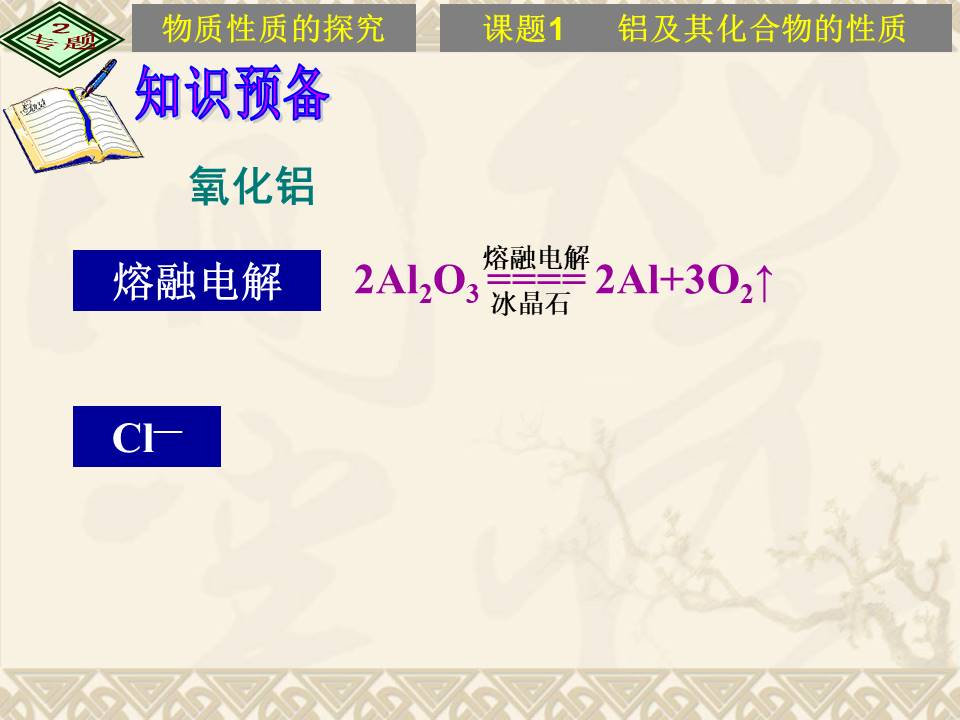 2
专题
物质性质的探究
课题1 铝及其化合物的性质
知识预备
氧化铝
熔融电解
熔融电解
2Al₂O₃ ==== 2Al+3O₂↑
冰晶石
Cl—